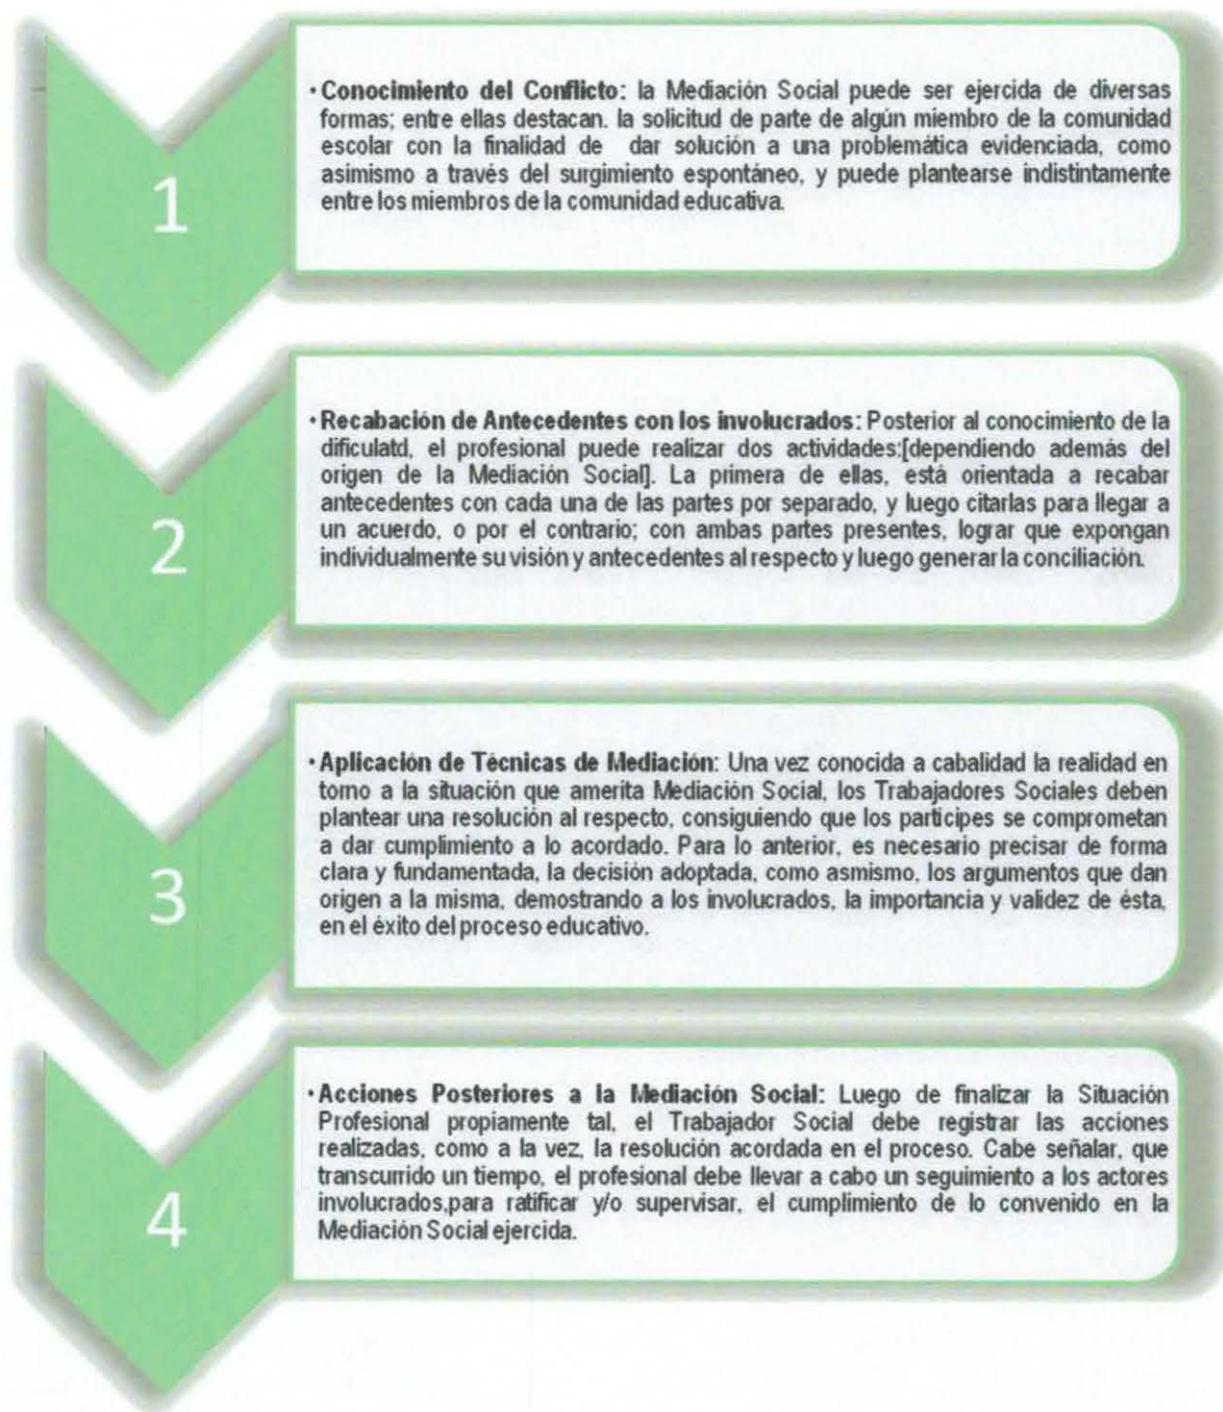 1
·Conocimiento del Conflicto: la Mediación Social puede ser ejercida de diversas
formas; entre ellas destacan. la solicitud de parte de algún miembro de la comunidad
escolar con la finalidad de dar solución a una problemática evidenciada, como
asimismo a través del surgimiento espontáneo, y puede plantearse indistintamente
entre los miembros de la comunidad educativa.
2
·Recabación de Antecedentes con los involucrados: Posterior al conocimiento de la
dificulatd, el profesional puede realizar dos actividades:[dependiendo además del
origen de la Mediación Social]. La primera de ellas, está orientada a recabar
antecedentes con cada una de las partes por separado, y luego citarlas para llegar a
un acuerdo, o por el contrario; con ambas partes presentes, lograr que expongan
individualmente su visión y antecedentes al respecto y luego generar la conciliación.
3
·Aplicación de Técnicas de Mediación: Una vez conocida a cabalidad la realidad en
torno a la situación que amerita Mediación Social, los Trabajadores Sociales deben
plantear una resolución al respecto, consiguiendo que los partícipes se comprometan
a dar cumplimiento a lo acordado. Para lo anterior, es necesario precisar de forma
clara y fundamentada, la decisión adoptada, como asmismo, los argumentos que dan
origen a la misma, demostrando a los involucrados, la importancia y validez de ésta,
en el éxito del proceso educativo.
4
·Acciones Posteriores a la Mediación Social: Luego de finalizar la Situación
Profesional propiamente tal, el Trabajador Social debe registrar las acciones
realizadas, como a la vez, la resolución acordada en el proceso. Cabe señalar, que
transcurrido un tiempo, el profesional debe llevar a cabo un seguimiento a los actores
involucrados,para ratificar y/o supervisar, el cumplimiento de lo convenido en la
Mediación Social ejercida.